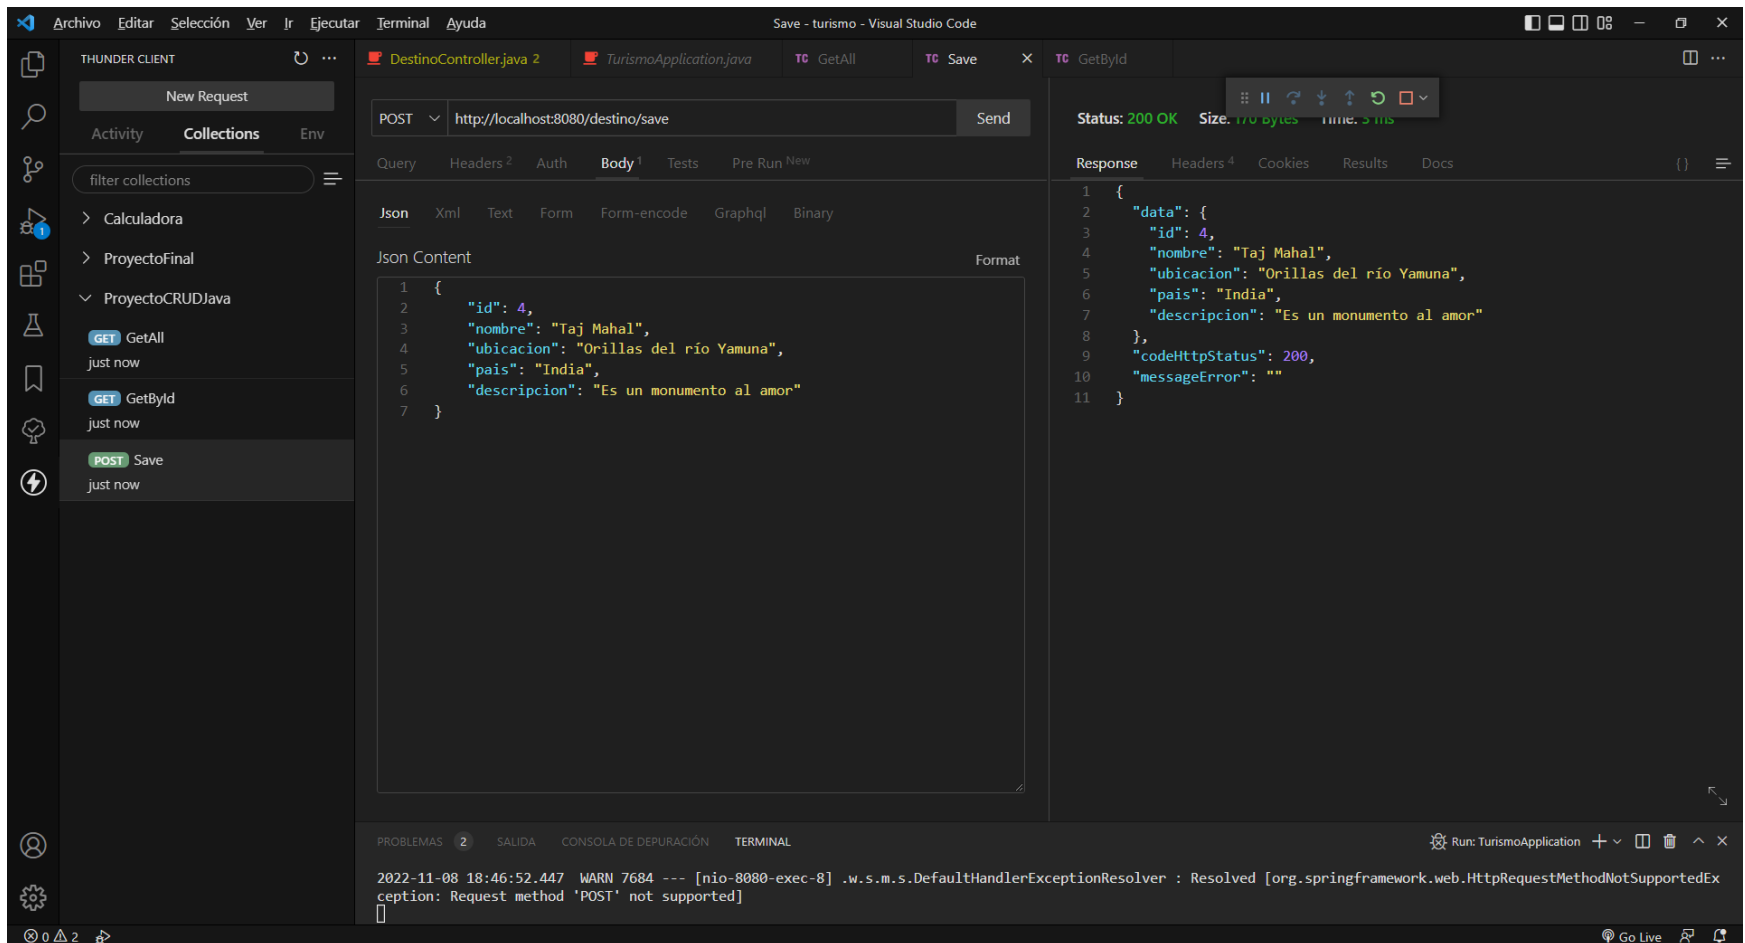 Archivo Editar Selección Ver Ir Ejecutar Terminal Ayuda
Save - turismo - Visual Studio Code
THUNDER CLIENT
New Request
Activity Collections Env
filter collections
Calculadora
ProyectoFinal
ProyectoCRUDJava
GET GetAll
just now
GET GetById
just now
POST Save
just now
1
DestinoController.java 2
TurismoApplication.java
TC GetAll
TC Save
TC GetById
POST http://localhost:8080/destino/save Send
Query Headers 2 Auth Body 1 Tests Pre Run New
Json Xml Text Form Form-encode Graphql Binary
Json Content Format
1 {
2 "id": 4,
3 "nombre": "Taj Mahal",
4 "ubicacion": "Orillas del río Yamuna",
5 "pais": "India",
6 "descripcion": "Es un monumento al amor"
7 }
Status: 200 OK Size: 170 Bytes Time: 3 ms
Response Headers 4 Cookies Results Docs { }
1 {
2 "data": {
3 "id": 4,
4 "nombre": "Taj Mahal",
5 "ubicacion": "Orillas del río Yamuna",
6 "pais": "India",
7 "descripcion": "Es un monumento al amor"
8 },
9 "codeHttpStatus": 200,
10 "messageError": ""
11 }
PROBLEMAS 2 SALIDA CONSOLA DE DEPURACIÓN TERMINAL
Run: TurismoApplication
2022-11-08 18:46:52.447 WARN 7684 --- [nio-8080-exec-8] .w.s.m.s.DefaultHandlerExceptionResolver : Resolved [org.springframework.web.HttpRequestMethodNotSupportedEx
ception: Request method 'POST' not supported]
0 2
Go Live